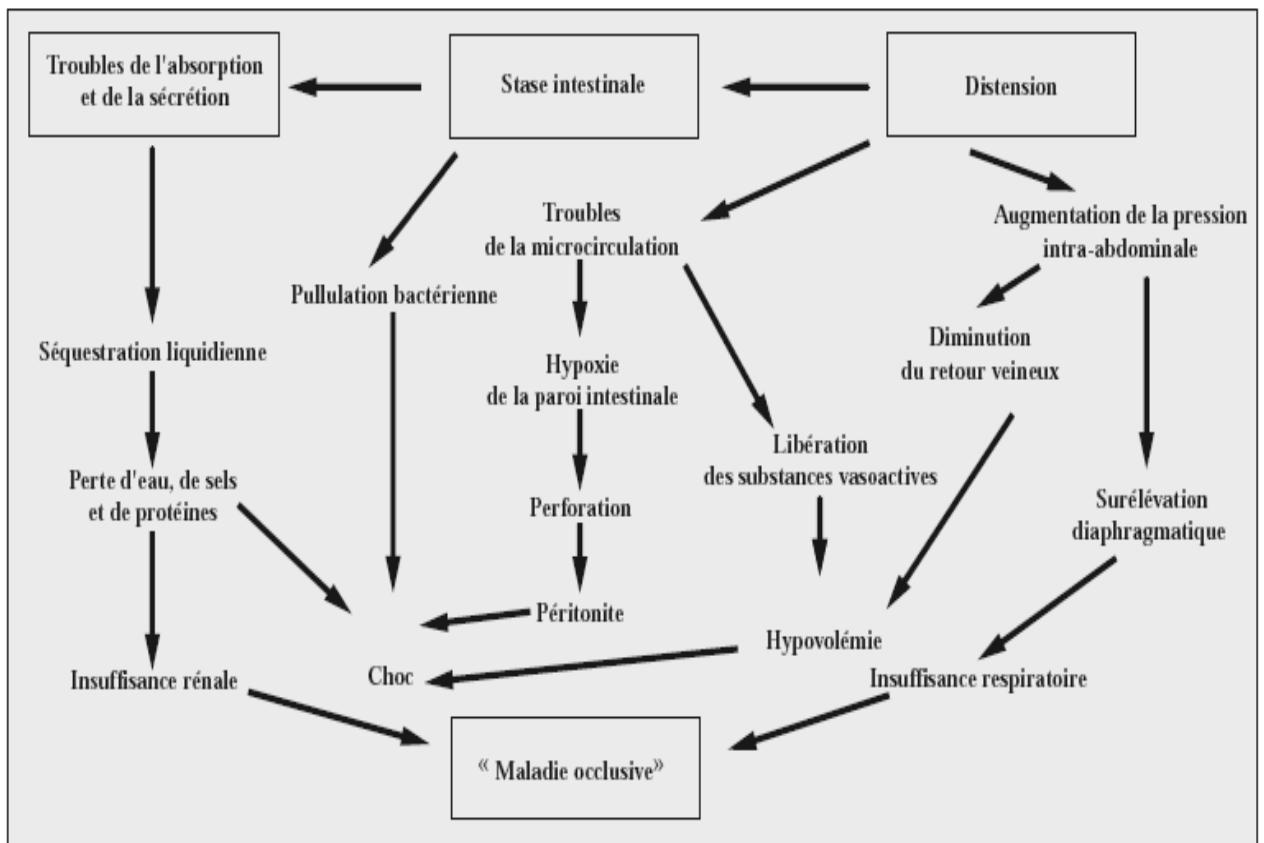 Troubles de l'absorption
et de la sécrétion
Stase intestinale
Distension
Troubles
de la microcirculation
Augmentation de la pression
intra-abdominale
Pullulation bactérienne
Séquestration liquidienne
Hypoxie
de la paroi intestinale
Diminution
du retour veineux
Libération
des substances vasoactives
Perte d'eau, de sels
et de protéines
Perforation
Surélévation
diaphragmatique
Péritonite
Hypovolémie
Insuffisance rénale
Choc
Insuffisance respiratoire
« Maladie occlusive»